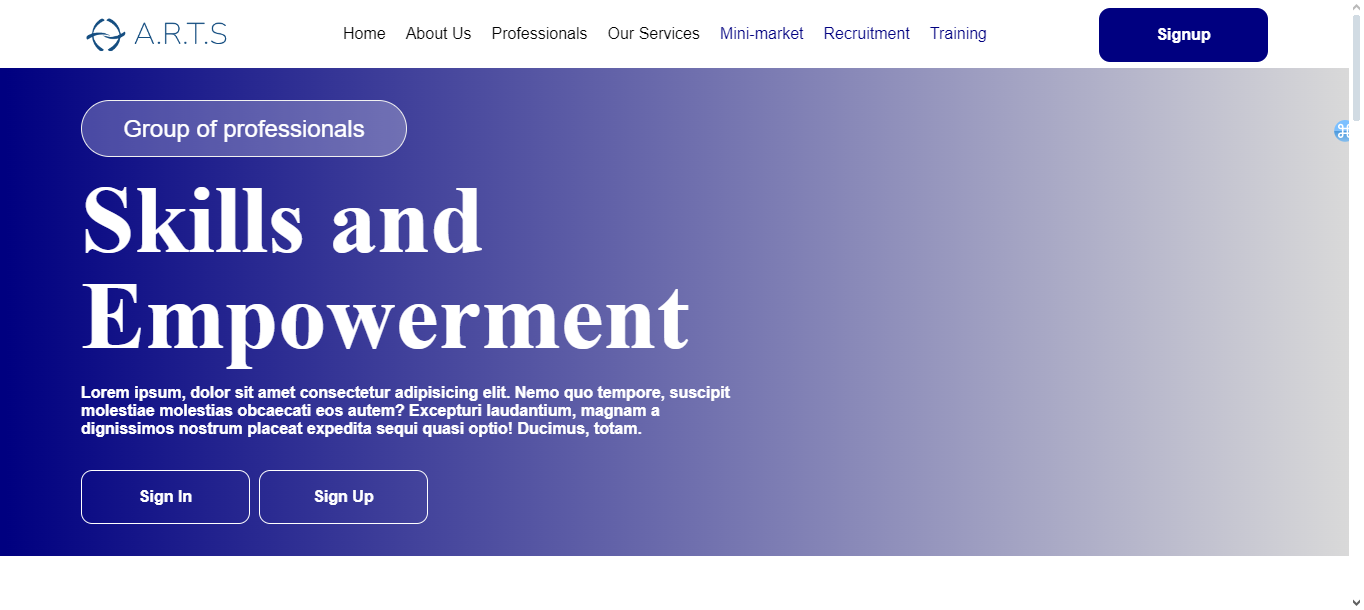 A.R.T.S
Home About Us Professionals Our Services Mini-market Recruitment Training
Signup
Group of professionals
Skills and
Empowerment
Lorem ipsum, dolor sit amet consectetur adipisicing elit. Nemo quo tempore, suscipit
molestiae molestias obcaecati eos autem? Excepturi laudantium, magnam a
dignissimos nostrum placeat expedita sequi quasi optio! Ducimus, totam.
Sign In Sign Up